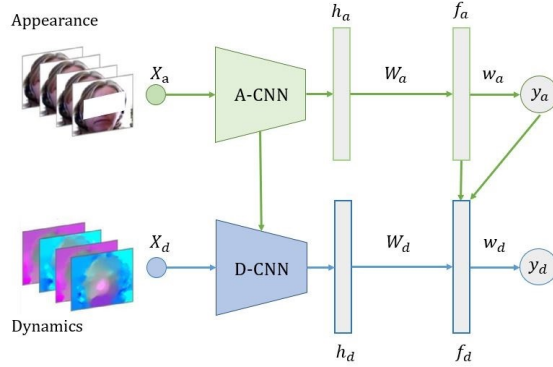 Appearance
X_a
A-CNN
h_a
W_a
f_a
w_a
y_a
X_d
D-CNN
W_d
w_d
y_d
h_d
f_d
Dynamics